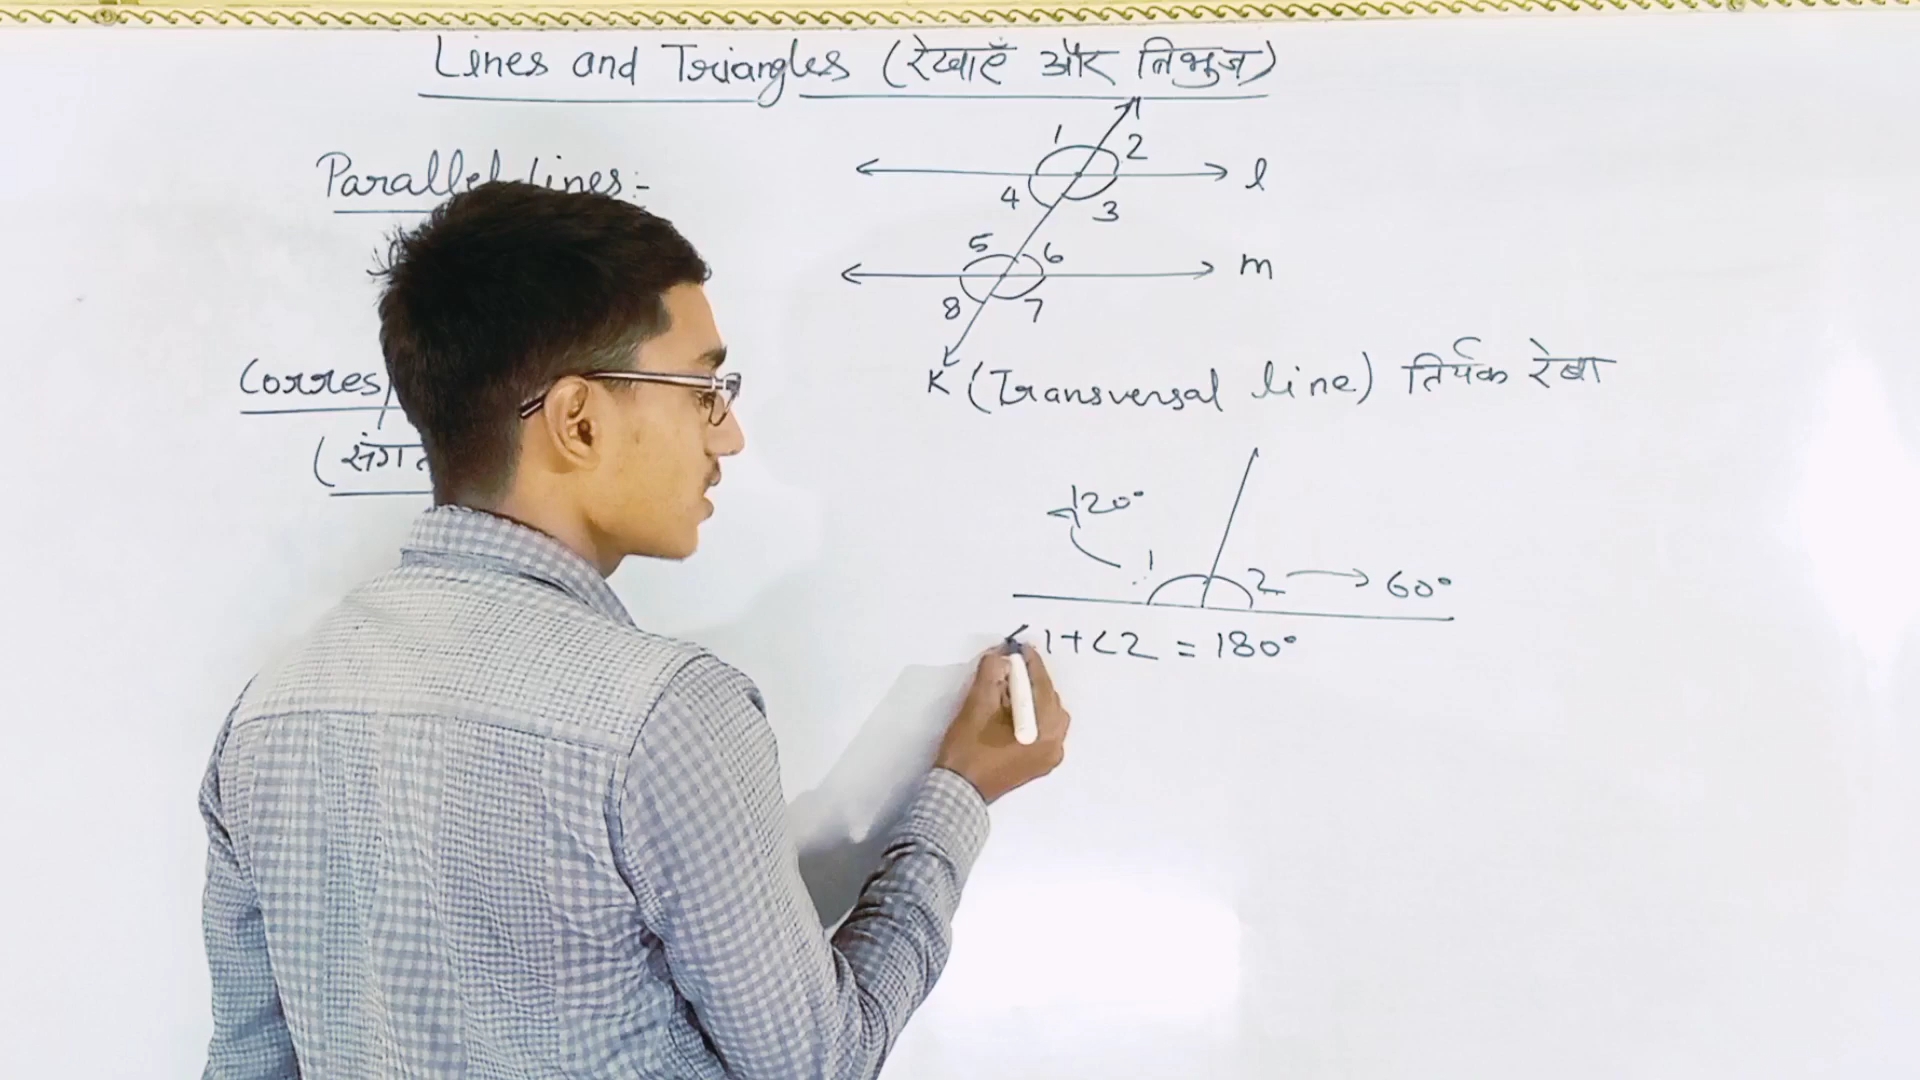 Lines and Triangles (रेखाएँ और त्रिभुज)
Parallel Lines:-
1 2
l
4 3
5 6
m
8 7
K (Transversal line) तिर्यक रेखा
Corres
(संगत
120°
1 2 → 60°
<1+<2 = 180°